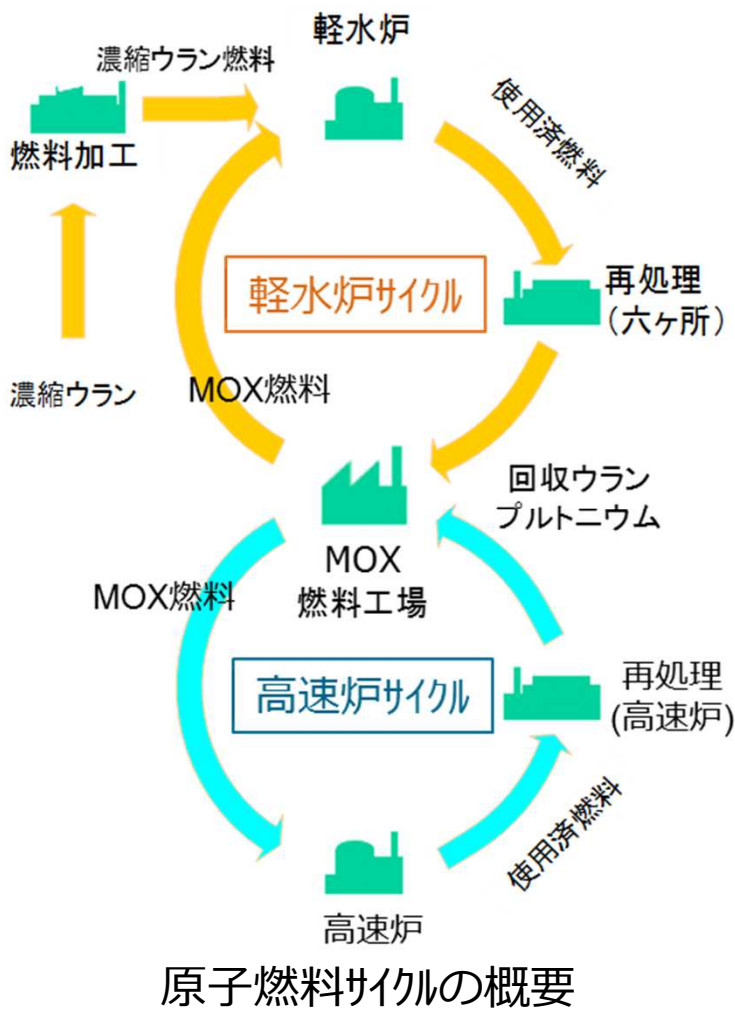 軽水炉
濃縮ウラン燃料
使用済燃料
燃料加工
軽水炉サイクル
再処理
（六ヶ所）
濃縮ウラン
MOX燃料
回収ウラン
プルトニウム
MOX
燃料工場
MOX燃料
高速炉サイクル
再処理
(高速炉)
使用済燃料
高速炉
原子燃料サイクルの概要